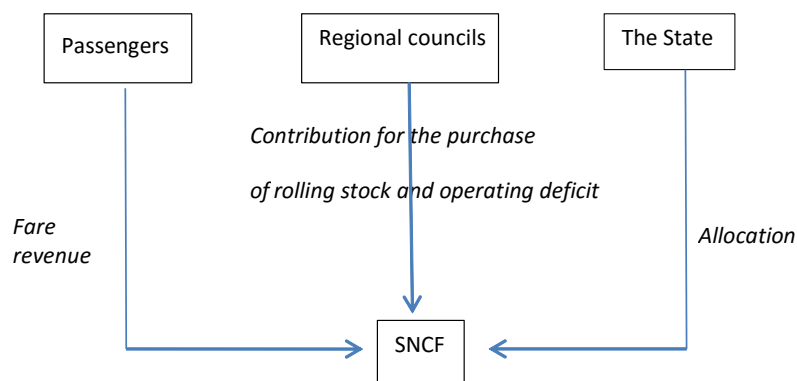 Passengers
Regional councils
The State
Contribution for the purchase
of rolling stock and operating deficit
Fare
revenue
Allocation
SNCF